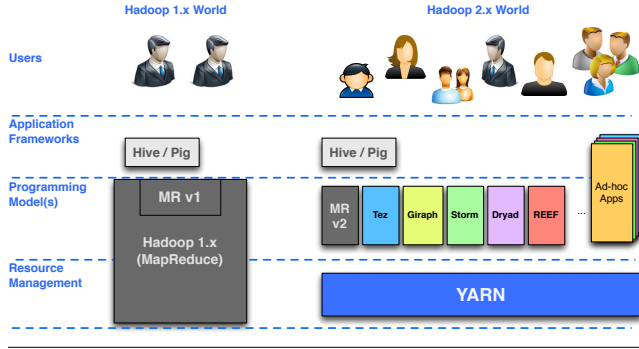 Hadoop 1.x World
Hadoop 2.x World
Users
Application
Frameworks
Hive / Pig
Hive / Pig
Programming
Model(s)
MR v1
Hadoop 1.x
(MapReduce)
MR
v2
Tez
Giraph
Storm
Dryad
REEF
...
Ad-hoc
Apps
Resource
Management
YARN